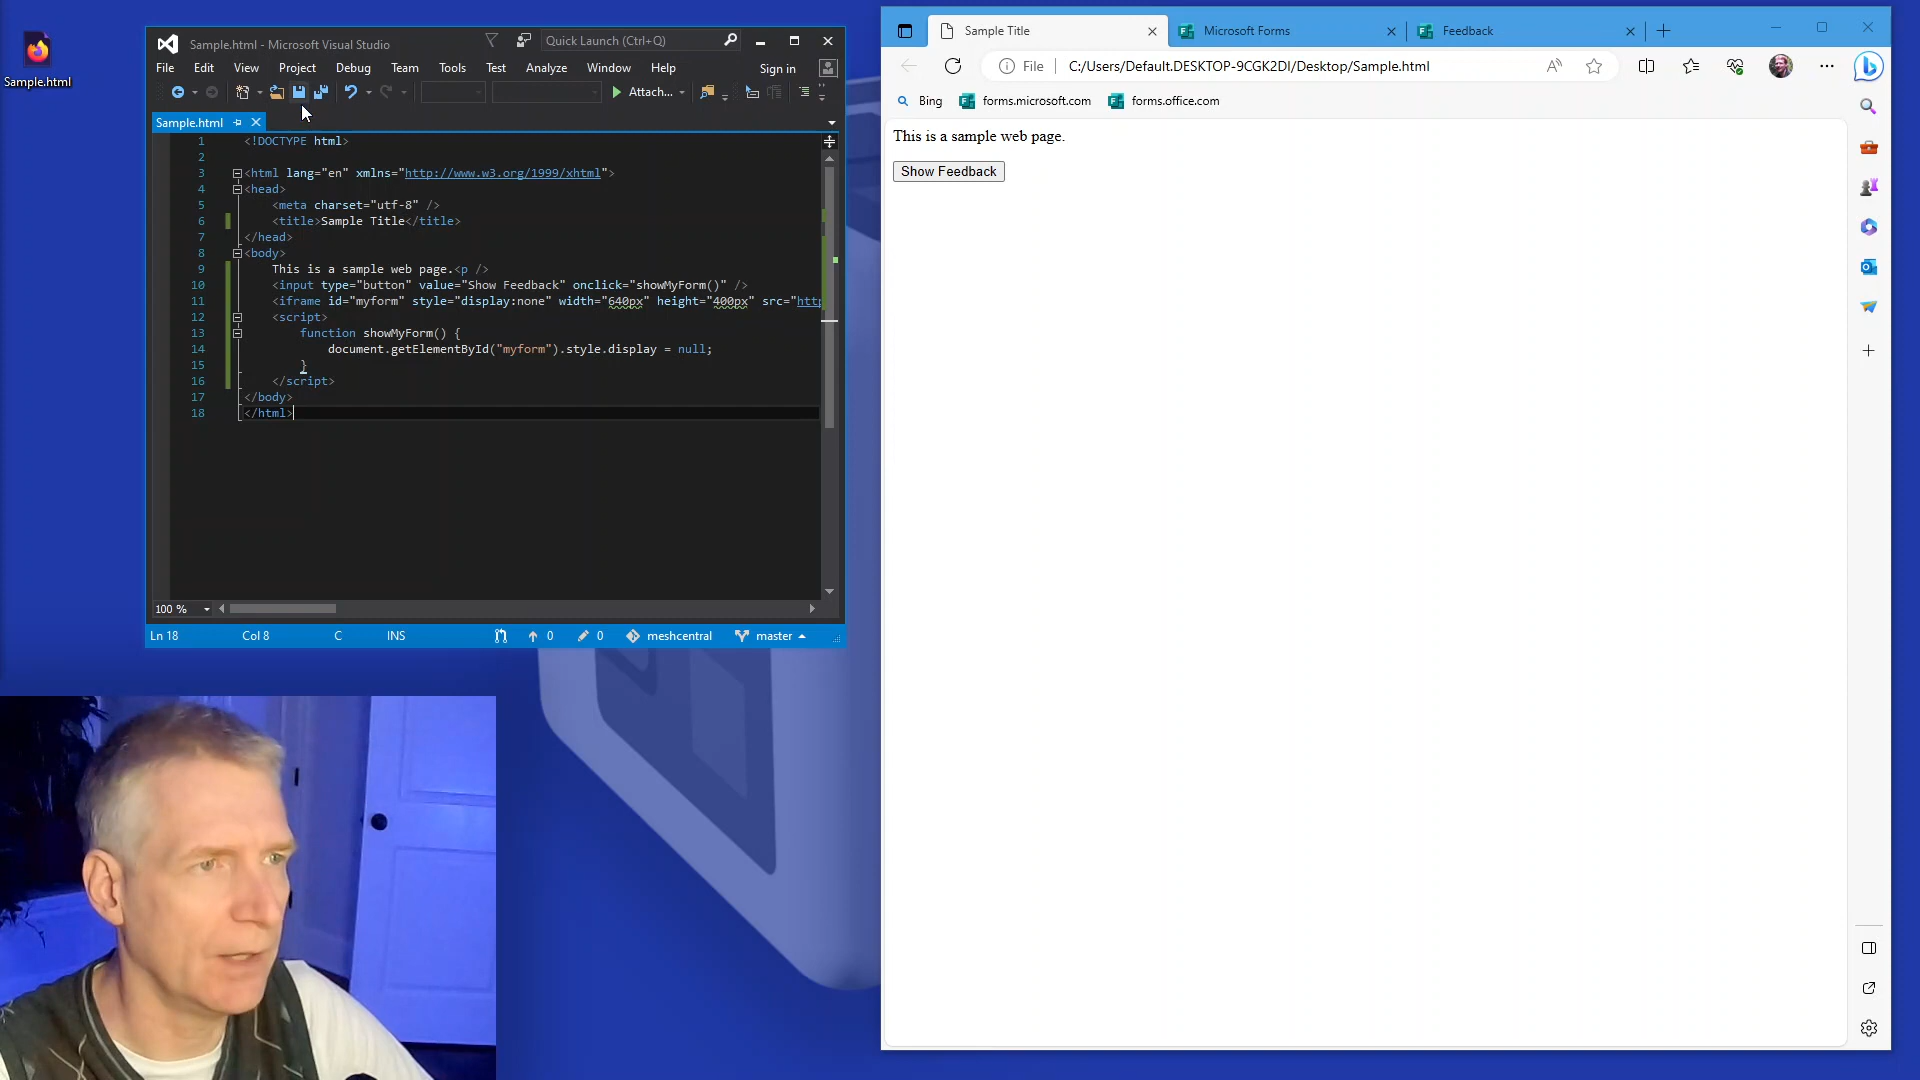 Sample.html
Sample.html - Microsoft Visual Studio
Quick Launch (Ctrl+Q)
File Edit View Project Debug Team Tools Test Analyze Window Help Sign in
Attach...
Sample.html
1 <!DOCTYPE html>
2
3 <html lang="en" xmlns="http://www.w3.org/1999/xhtml">
4 <head>
5 <meta charset="utf-8" />
6 <title>Sample Title</title>
7 </head>
8 <body>
9 This is a sample web page.<p />
10 <input type="button" value="Show Feedback" onclick="showMyForm()" />
11 <iframe id="myform" style="display:none" width="640px" height="400px" src="http
12 <script>
13 function showMyForm() {
14 document.getElementById("myform").style.display = null;
15 }
16 </script>
17 </body>
18 </html>
100 %
Ln 18 Col 8 C INS 0 0 meshcentral master
Sample Title
Microsoft Forms
Feedback
File C:/Users/Default.DESKTOP-9CGK2DI/Desktop/Sample.html
Bing forms.microsoft.com forms.office.com
This is a sample web page.
Show Feedback